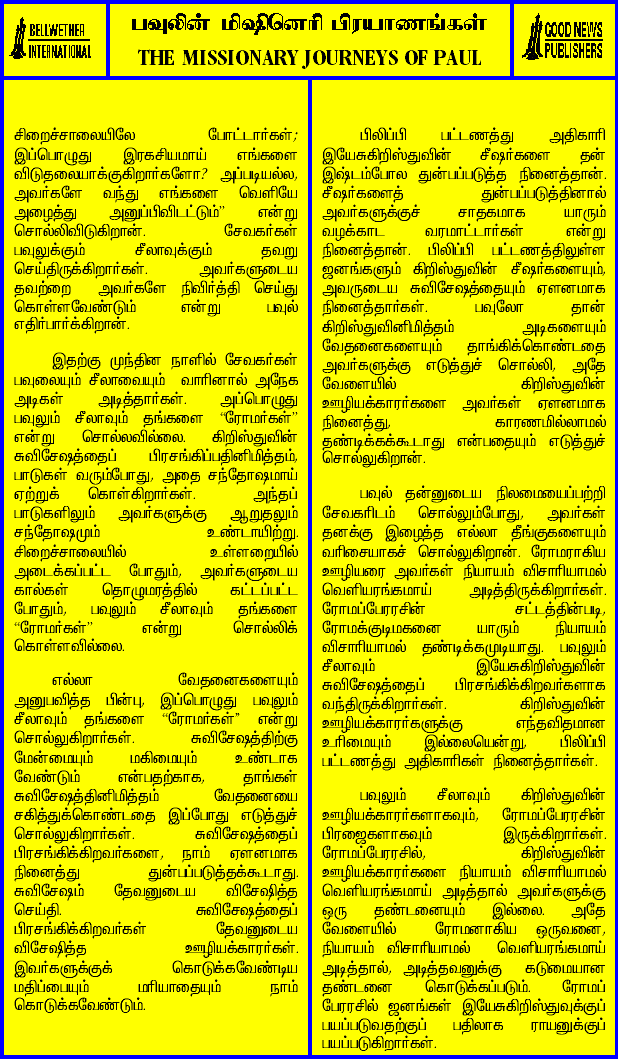 BELLWETHER
INTERNATIONAL
பவுலின் மிஷினெரி பிரயாணங்கள்
THE MISSIONARY JOURNEYS OF PAUL
GOOD NEWS
PUBLISHERS
சிறைச்சாலையிலே போட்டார்கள்;
இப்பொழுது இரகசியமாய் எங்களை
விடுதலையாக்குகிறார்களோ? அப்படியல்ல,
அவர்களே வந்து எங்களை வெளியே
அழைத்து அனுப்பிவிடட்டும்” என்று
சொல்லிவிடுகிறான். சேவகர்கள்
பவுலுக்கும் சீலாவுக்கும் தவறு
செய்திருக்கிறார்கள். அவர்களுடைய
தவற்றை அவர்களே நிவிர்த்தி செய்து
கொள்ளவேண்டும் என்று பவுல்
எதிர்பார்க்கிறான்.
இதற்கு முந்தின நாளில் சேவகர்கள்
பவுலையும் சீலாவையும் வாரினால் அநேக
அடிகள் அடித்தார்கள். அப்பொழுது
பவுலும் சீலாவும் தங்களை “ரோமர்கள்”
என்று சொல்லவில்லை. கிறிஸ்துவின்
சுவிசேஷத்தைப் பிரசங்கிப்பதினிமித்தம்,
பாடுகள் வரும்போது, அதை சந்தோஷமாய்
ஏற்றுக் கொள்கிறார்கள். அந்தப்
பாடுகளிலும் அவர்களுக்கு ஆறுதலும்
சந்தோஷமும் உண்டாயிற்று.
சிறைச்சாலையில் உள்ளறையில்
அடைக்கப்பட்ட போதும், அவர்களுடைய
கால்கள் தொழுமரத்தில் கட்டப்பட்ட
போதும், பவுலும் சீலாவும் தங்களை
“ரோமர்கள்” என்று சொல்லிக்
கொள்ளவில்லை.
எல்லா வேதனைகளையும்
அனுபவித்த பின்பு, இப்பொழுது பவுலும்
சீலாவும் தங்களை “ரோமர்கள்” என்று
சொல்லுகிறார்கள். சுவிசேஷத்திற்கு
மேன்மையும் மகிமையும் உண்டாக
வேண்டும் என்பதற்காக, தாங்கள்
சுவிசேஷத்தினிமித்தம் வேதனையை
சகித்துக்கொண்டதை இப்போது எடுத்துச்
சொல்லுகிறார்கள். சுவிசேஷத்தைப்
பிரசங்கிக்கிறவர்களை, நாம் ஏளனமாக
நினைத்து துன்பப்படுத்தக்கூடாது.
சுவிசேஷம் தேவனுடைய விசேஷித்த
செய்தி. சுவிசேஷத்தைப்
பிரசங்கிக்கிறவர்கள் தேவனுடைய
விசேஷித்த ஊழியக்காரர்கள்.
இவர்களுக்குக் கொடுக்கவேண்டிய
மதிப்பையும் மரியாதையும் நாம்
கொடுக்கவேண்டும்.
பிலிப்பி பட்டணத்து அதிகாரி
இயேசுகிறிஸ்துவின் சீஷர்களை தன்
இஷ்டம்போல துன்பப்படுத்த நினைத்தான்.
சீஷர்களைத் துன்பப்படுத்தினால்
அவர்களுக்குச் சாதகமாக யாரும்
வழக்காட வரமாட்டார்கள் என்று
நினைத்தான். பிலிப்பி பட்டணத்திலுள்ள
ஜனங்களும் கிறிஸ்துவின் சீஷர்களையும்,
அவருடைய சுவிசேஷத்தையும் ஏளனமாக
நினைத்தார்கள். பவுலோ தான்
கிறிஸ்துவினிமித்தம் அடிகளையும்
வேதனைகளையும் தாங்கிக்கொண்டதை
அவர்களுக்கு எடுத்துச் சொல்லி, அதே
வேளையில் கிறிஸ்துவின்
ஊழியக்காரர்களை அவர்கள் ஏளனமாக
நினைத்து, காரணமில்லாமல்
தண்டிக்கக்கூடாது என்பதையும் எடுத்துச்
சொல்லுகிறான்.
பவுல் தன்னுடைய நிலமையைப்பற்றி
சேவகரிடம் சொல்லும்போது, அவர்கள்
தனக்கு இழைத்த எல்லா தீங்குகளையும்
வரிசையாகச் சொல்லுகிறான். ரோமராகிய
ஊழியரை அவர்கள் நியாயம் விசாரியாமல்
வெளியரங்கமாய் அடித்திருக்கிறார்கள்.
ரோமப்பேரரசின் சட்டத்தின்படி,
ரோமக்குடிமகனை யாரும் நியாயம்
விசாரியாமல் தண்டிக்கமுடியாது. பவுலும்
சீலாவும் இயேசுகிறிஸ்துவின்
சுவிசேஷத்தைப் பிரசங்கிக்கிறவர்களாக
வந்திருக்கிறார்கள். கிறிஸ்துவின்
ஊழியக்காரர்களுக்கு எந்தவிதமான
உரிமையும் இல்லையென்று, பிலிப்பி
பட்டணத்து அதிகாரிகள் நினைத்தார்கள்.
பவுலும் சீலாவும் கிறிஸ்துவின்
ஊழியக்காரர்களாகவும், ரோமப்பேரரசின்
பிரஜைகளாகவும் இருக்கிறார்கள்.
ரோமப்பேரரசில், கிறிஸ்துவின்
ஊழியக்காரர்களை நியாயம் விசாரியாமல்
வெளியரங்கமாய் அடித்தால் அவர்களுக்கு
ஒரு தண்டனையும் இல்லை. அதே
வேளையில் ரோமனாகிய ஒருவனை,
நியாயம் விசாரியாமல் வெளியரங்கமாய்
அடித்தால், அடித்தவனுக்கு கடுமையான
தண்டனை கொடுக்கப்படும். ரோமப்
பேரரசில் ஜனங்கள் இயேசுகிறிஸ்துவுக்குப்
பயப்படுவதற்குப் பதிலாக ராயனுக்குப்
பயப்படுகிறார்கள்.